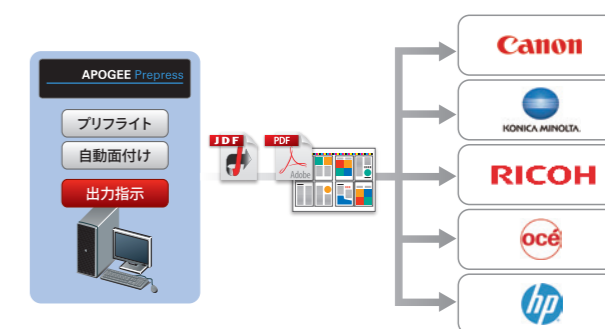 APOGEE Prepress
プリフライト
自動面付け
出力指示
JDF
PDF
Adobe
Canon
KONICA MINOLTA
RICOH
océ
hp